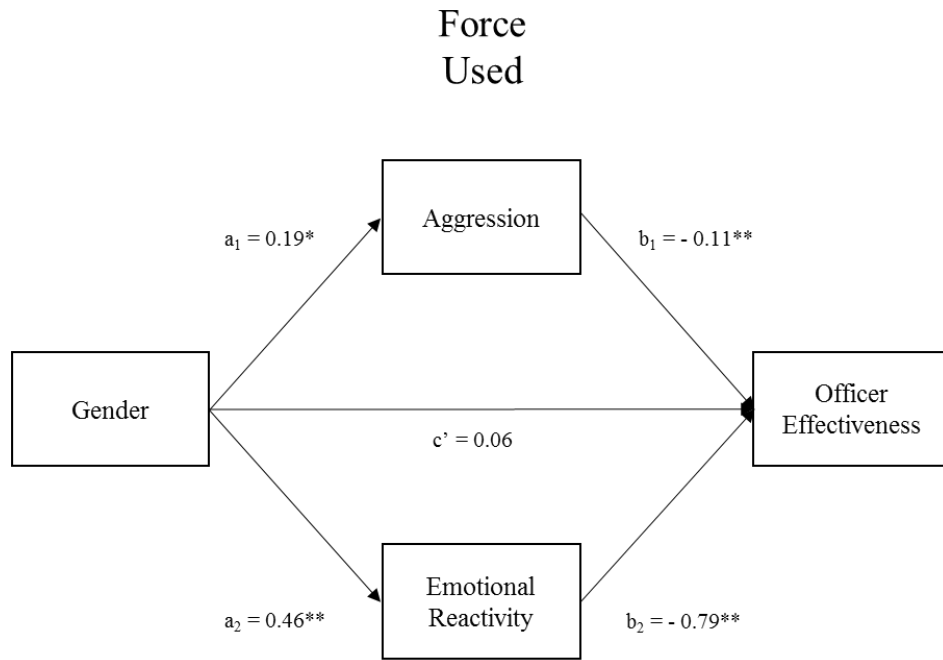 Force
Used
Aggression
a₁ = 0.19*
b₁ = - 0.11**
Gender
Officer
Effectiveness
c’ = 0.06
Emotional
Reactivity
a₂ = 0.46**
b₂ = - 0.79**